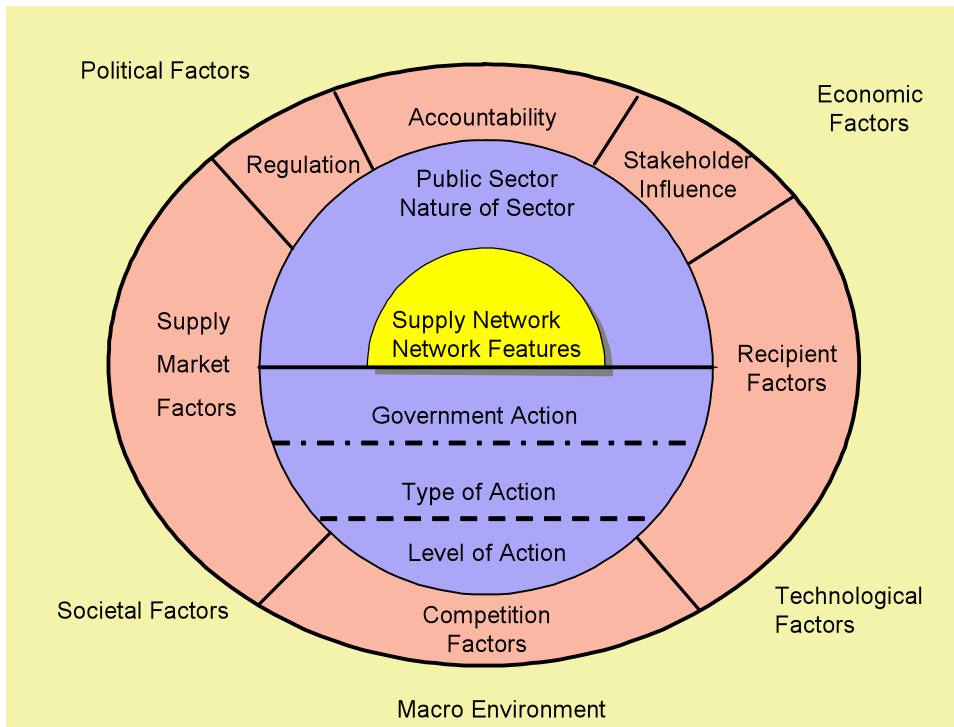 Political Factors
Economic
Factors
Accountability
Regulation
Stakeholder
Influence
Public Sector
Nature of Sector
Supply
Market
Factors
Supply Network
Network Features
Recipient
Factors
Government Action
Type of Action
Level of Action
Societal Factors
Competition
Factors
Technological
Factors
Macro Environment